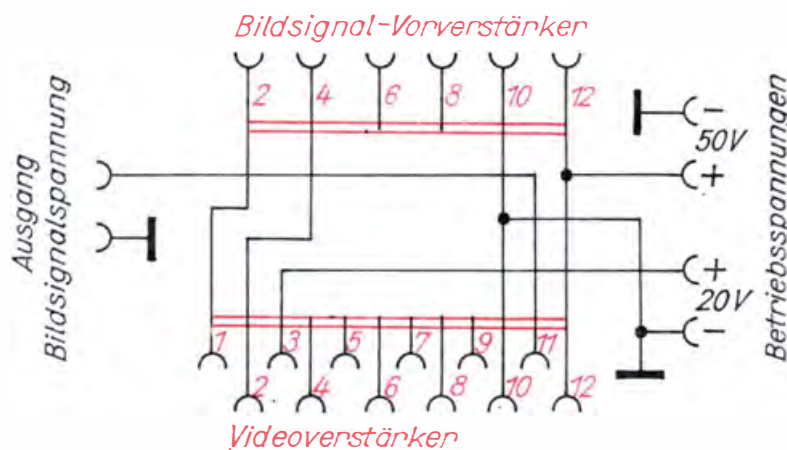 Bildsignal-Vorverstärker
2 4 6 8 10 12
Ausgang
Bildsignalspannung
−
50V
+
+
20V
−
Betriebsspannungen
1 3 5 7 9 11
2 4 6 8 10 12
Videoverstärker